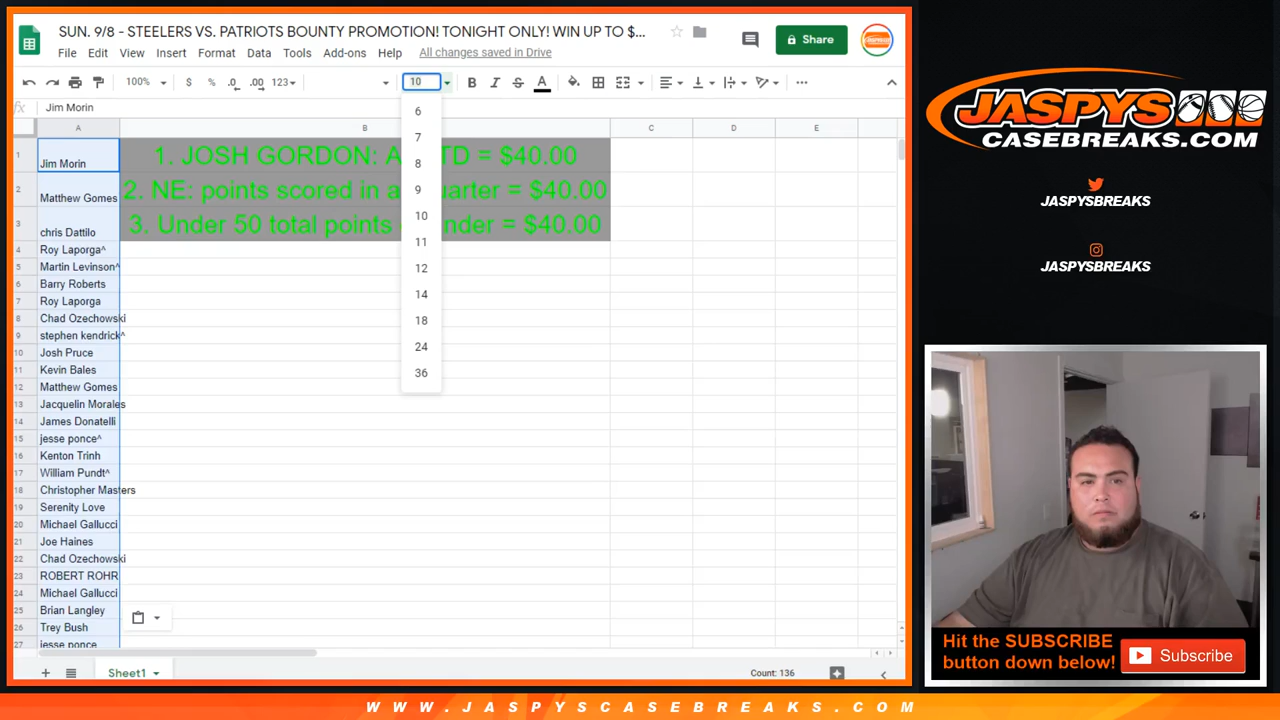 SUN. 9/8 - STEELERS VS. PATRIOTS BOUNTY PROMOTION! TONIGHT ONLY! WIN UP TO $...
Share
File Edit View Insert Format Data Tools Add-ons Help All changes saved in Drive
100% $ % .0 .00 123 10 B I S A
fx Jim Morin
A B C D E
1 Jim Morin 1. JOSH GORDON: TD = $40.00
2 Matthew Gomes 2. NE: points scored in = $40.00
3 chris Dattilo 3. Under 50 total points = $40.00
4 Roy Laporga^
5 Martin Levinson^
6 Barry Roberts
7 Roy Laporga
8 Chad Ozechowski
9 stephen kendrick^
10 Josh Pruce
11 Kevin Bales
12 Matthew Gomes
13 Jacquelin Morales
14 James Donatelli
15 jesse ponce^
16 Kenton Trinh
17 William Pundt^
18 Christopher Masters
19 Serenity Love
20 Michael Gallucci
21 Joe Haines
22 Chad Ozechowski
23 ROBERT ROHR
24 Michael Gallucci
25 Brian Langley
26 Trey Bush
27 jesse ponce
6
7
8
9
10
11
12
14
18
24
36
Sheet1
Count: 136
JASPYS
CASEBREAKS.COM
JASPYSBREAKS
JASPYSBREAKS
Hit the SUBSCRIBE
button down below!
Subscribe
WWW.JASPYSCASEBREAKS.COM